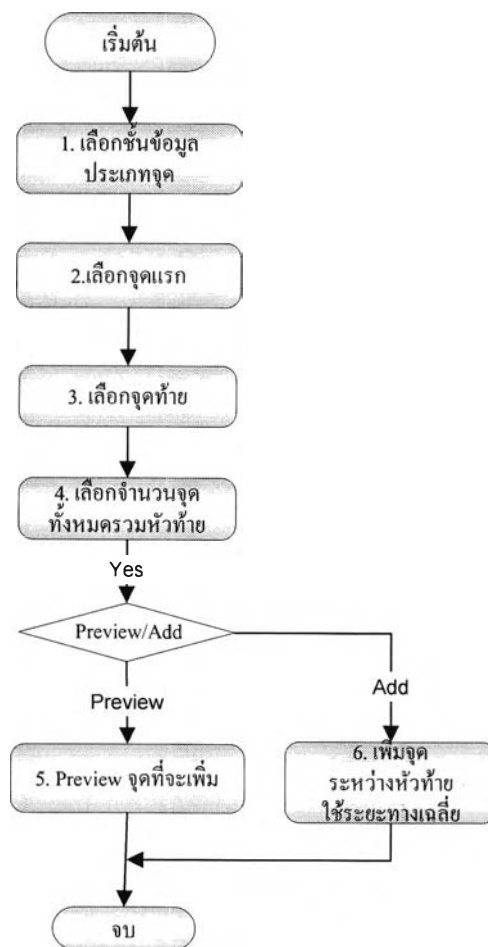 เริ่มต้น
1. เลือกชั้นข้อมูล
ประเภทจุด
2.เลือกจุดแรก
3. เลือกจุดท้าย
4. เลือกจำนวนจุด
ทั้งหมดรวมหัวท้าย
Yes
Preview/Add
Preview
Add
5. Preview จุดที่จะเพิ่ม
6. เพิ่มจุด
ระหว่างหัวท้าย
ใช้ระยะทางเฉลี่ย
จบ